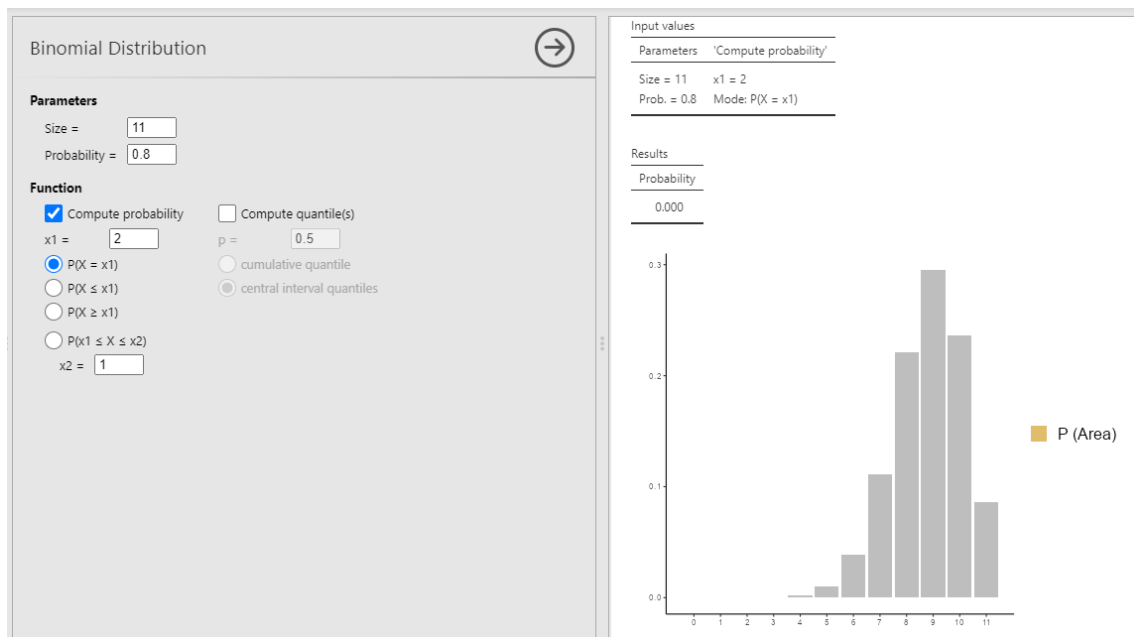 Binomial Distribution
Parameters
Size = 11
Probability = 0.8
Function
Compute probability Compute quantile(s)
x1 = 2 p = 0.5
P(X = x1) cumulative quantile
P(X ≤ x1) central interval quantiles
P(X ≥ x1)
P(x1 ≤ X ≤ x2)
x2 = 1
Input values
Parameters 'Compute probability'
Size = 11 x1 = 2
Prob. = 0.8 Mode: P(X = x1)
Results
Probability
0.000
0.3
0.2
0.1
0.0
0 1 2 3 4 5 6 7 8 9 10 11
P (Area)